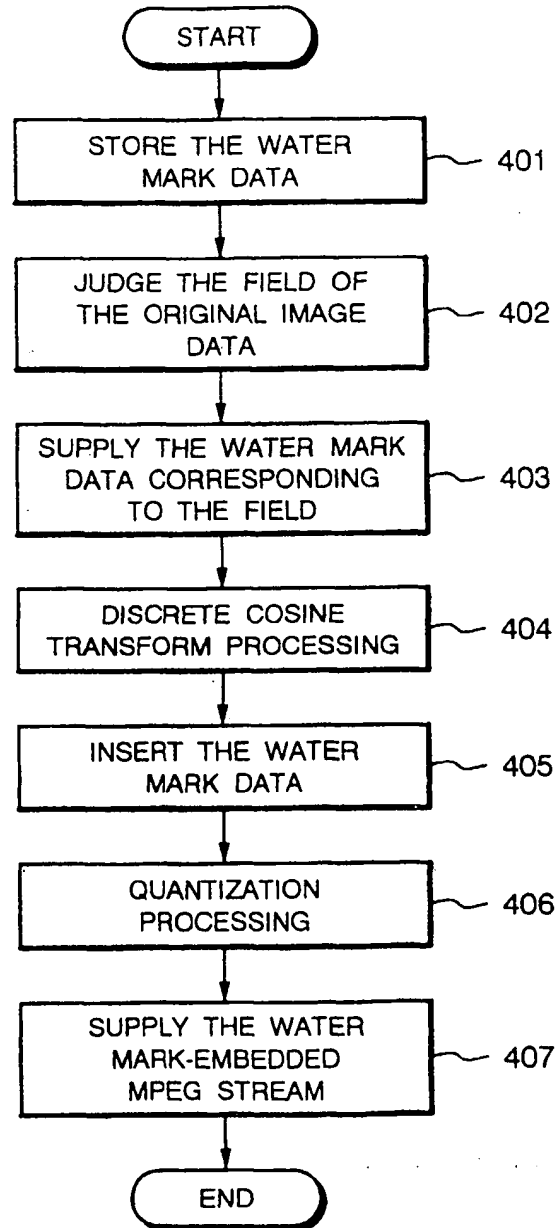 START
STORE THE WATER
MARK DATA
401
JUDGE THE FIELD OF
THE ORIGINAL IMAGE
DATA
402
SUPPLY THE WATER MARK
DATA CORRESPONDING
TO THE FIELD
403
DISCRETE COSINE
TRANSFORM PROCESSING
404
INSERT THE WATER
MARK DATA
405
QUANTIZATION
PROCESSING
406
SUPPLY THE WATER
MARK-EMBEDDED
MPEG STREAM
407
END